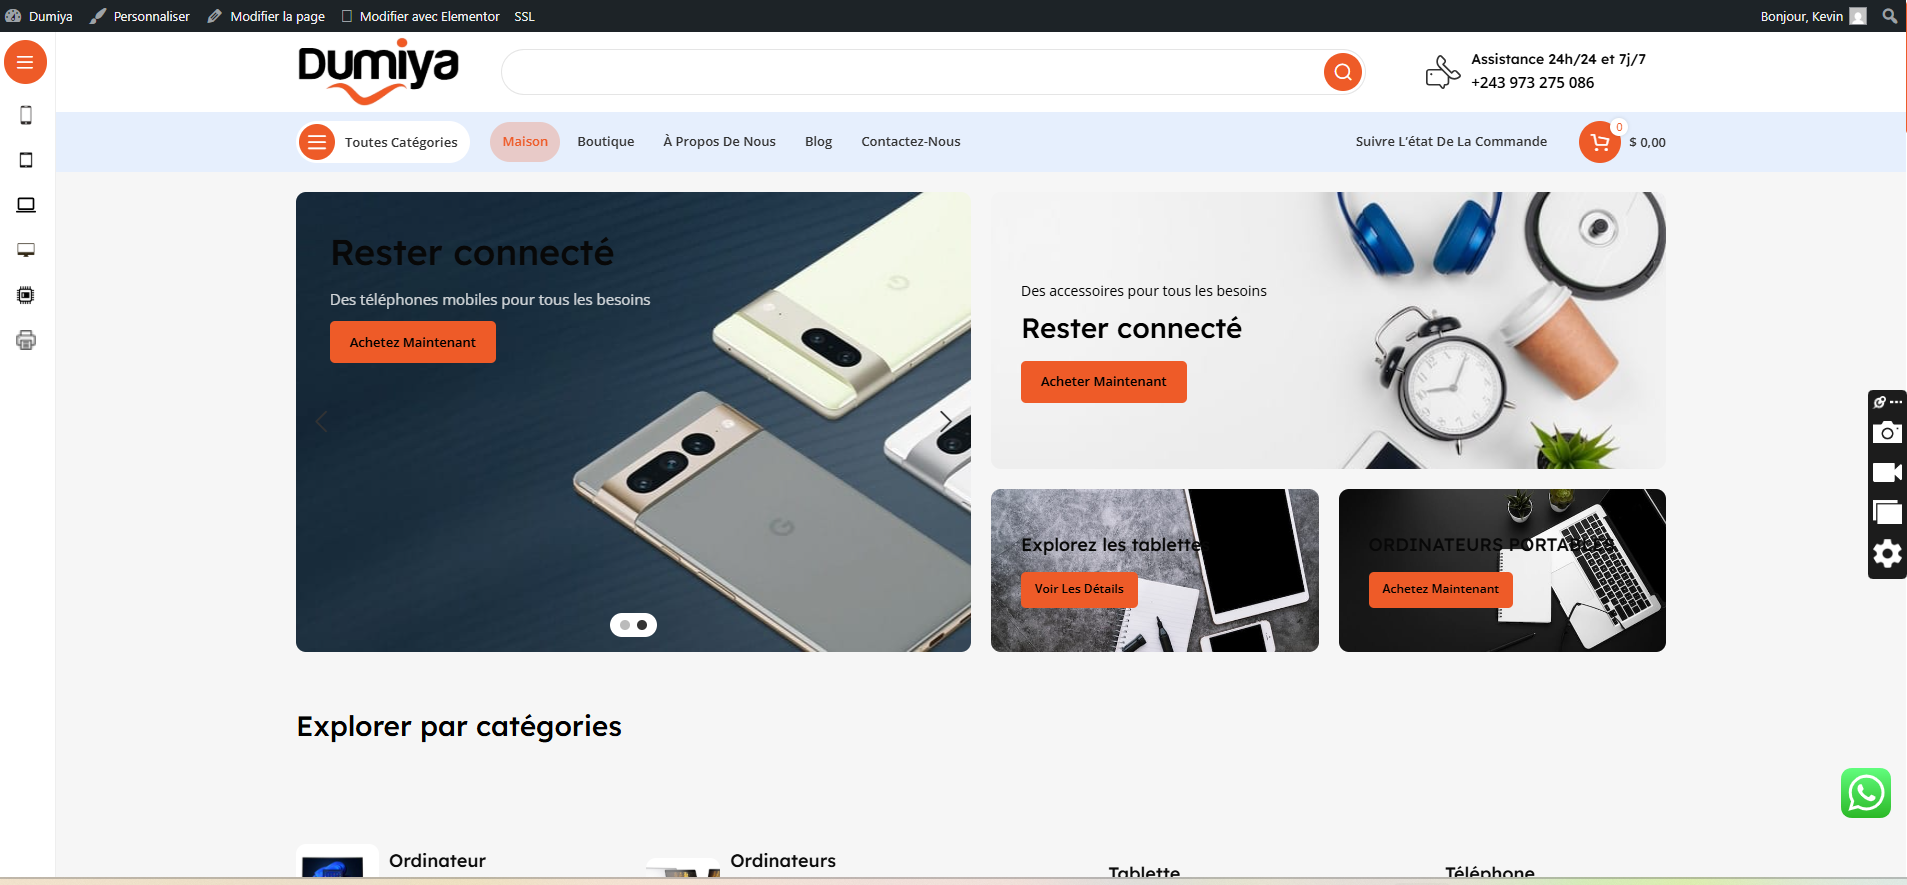 Dumiya Personnaliser Modifier la page Modifier avec Elementor SSL Bonjour, Kevin
Dumiya
Assistance 24h/24 et 7j/7
+243 973 275 086
Toutes Catégories Maison Boutique À Propos De Nous Blog Contactez-Nous Suivre L'état De La Commande 0 $ 0,00
Rester connecté
Des téléphones mobiles pour tous les besoins
Achetez Maintenant
Des accessoires pour tous les besoins
Rester connecté
Acheter Maintenant
Explorez les tablettes
Voir Les Détails
ORDINATEURS PORTABLES
Achetez Maintenant
Explorer par catégories
Ordinateur
Ordinateurs
Tablette
Téléphone